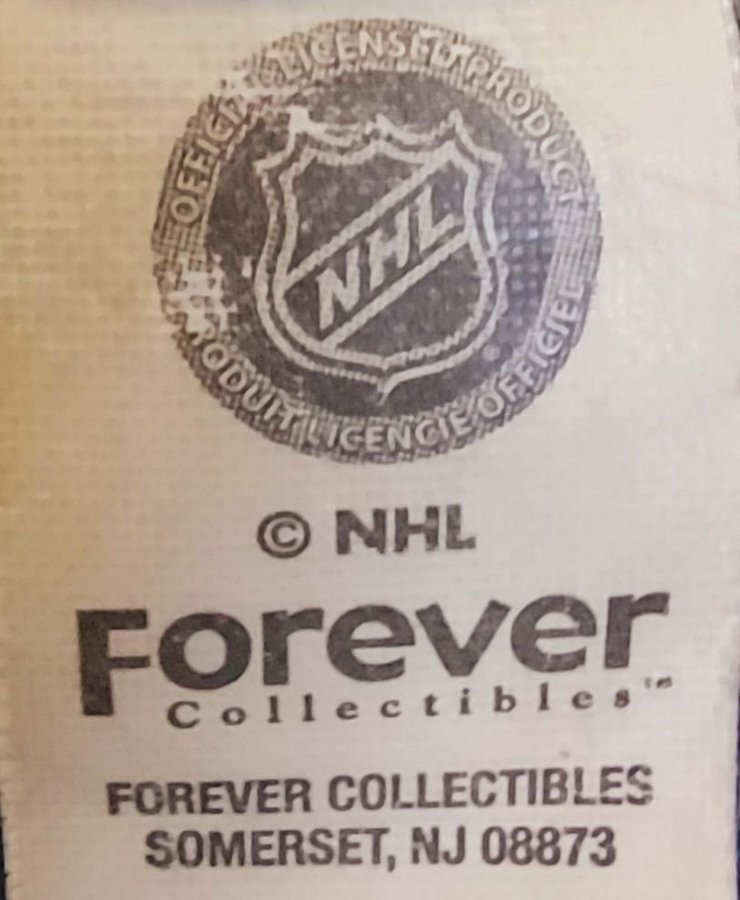 OFFICIAL LICENSED PRODUCT
NHL
PRODUIT LICENCIE OFFICIEL
© NHL
Forever
Collectibles™
FOREVER COLLECTIBLES
SOMERSET, NJ 08873